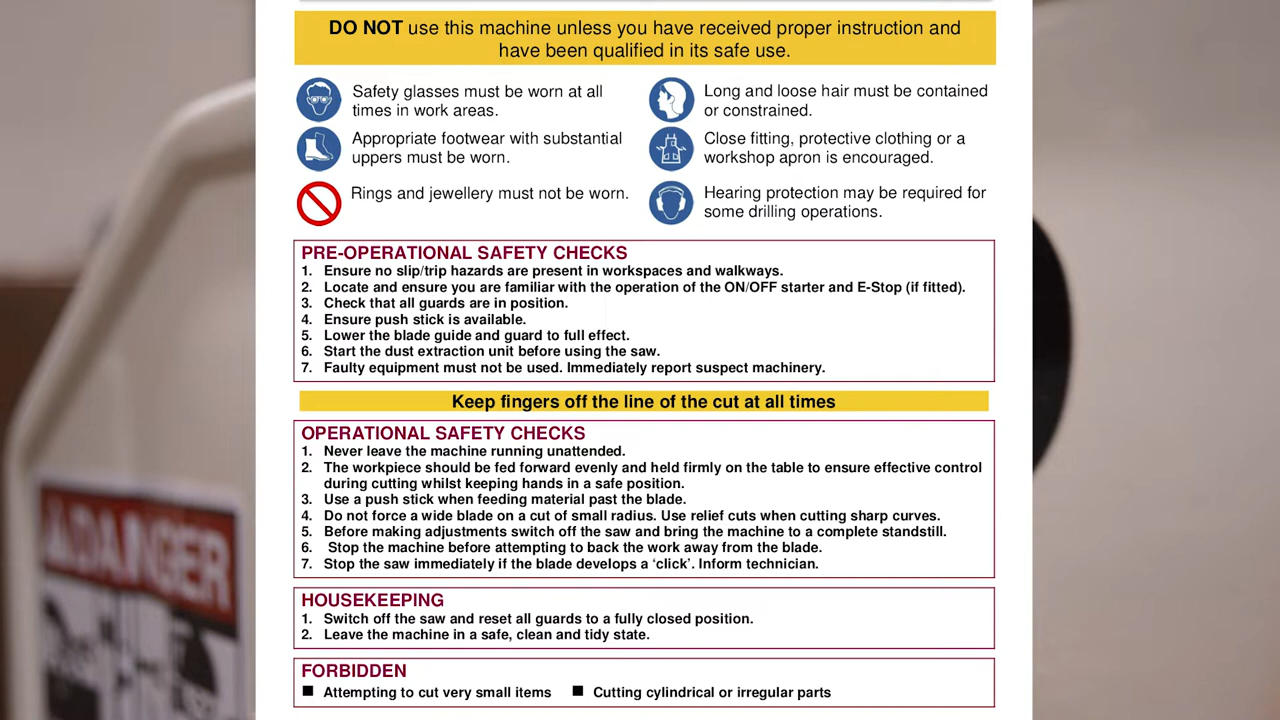 DO NOT use this machine unless you have received proper instruction and
have been qualified in its safe use.
Safety glasses must be worn at all
times in work areas.
Long and loose hair must be contained
or constrained.
Appropriate footwear with substantial
uppers must be worn.
Close fitting, protective clothing or a
workshop apron is encouraged.
Rings and jewellery must not be worn.
Hearing protection may be required for
some drilling operations.
PRE-OPERATIONAL SAFETY CHECKS
1. Ensure no slip/trip hazards are present in workspaces and walkways.
2. Locate and ensure you are familiar with the operation of the ON/OFF starter and E-Stop (if fitted).
3. Check that all guards are in position.
4. Ensure push stick is available.
5. Lower the blade guide and guard to full effect.
6. Start the dust extraction unit before using the saw.
7. Faulty equipment must not be used. Immediately report suspect machinery.
Keep fingers off the line of the cut at all times
OPERATIONAL SAFETY CHECKS
1. Never leave the machine running unattended.
2. The workpiece should be fed forward evenly and held firmly on the table to ensure effective control
during cutting whilst keeping hands in a safe position.
3. Use a push stick when feeding material past the blade.
4. Do not force a wide blade on a cut of small radius. Use relief cuts when cutting sharp curves.
5. Before making adjustments switch off the saw and bring the machine to a complete standstill.
6. Stop the machine before attempting to back the work away from the blade.
7. Stop the saw immediately if the blade develops a ‘click’. Inform technician.
HOUSEKEEPING
1. Switch off the saw and reset all guards to a fully closed position.
2. Leave the machine in a safe, clean and tidy state.
FORBIDDEN
■ Attempting to cut very small items ■ Cutting cylindrical or irregular parts
DANGER